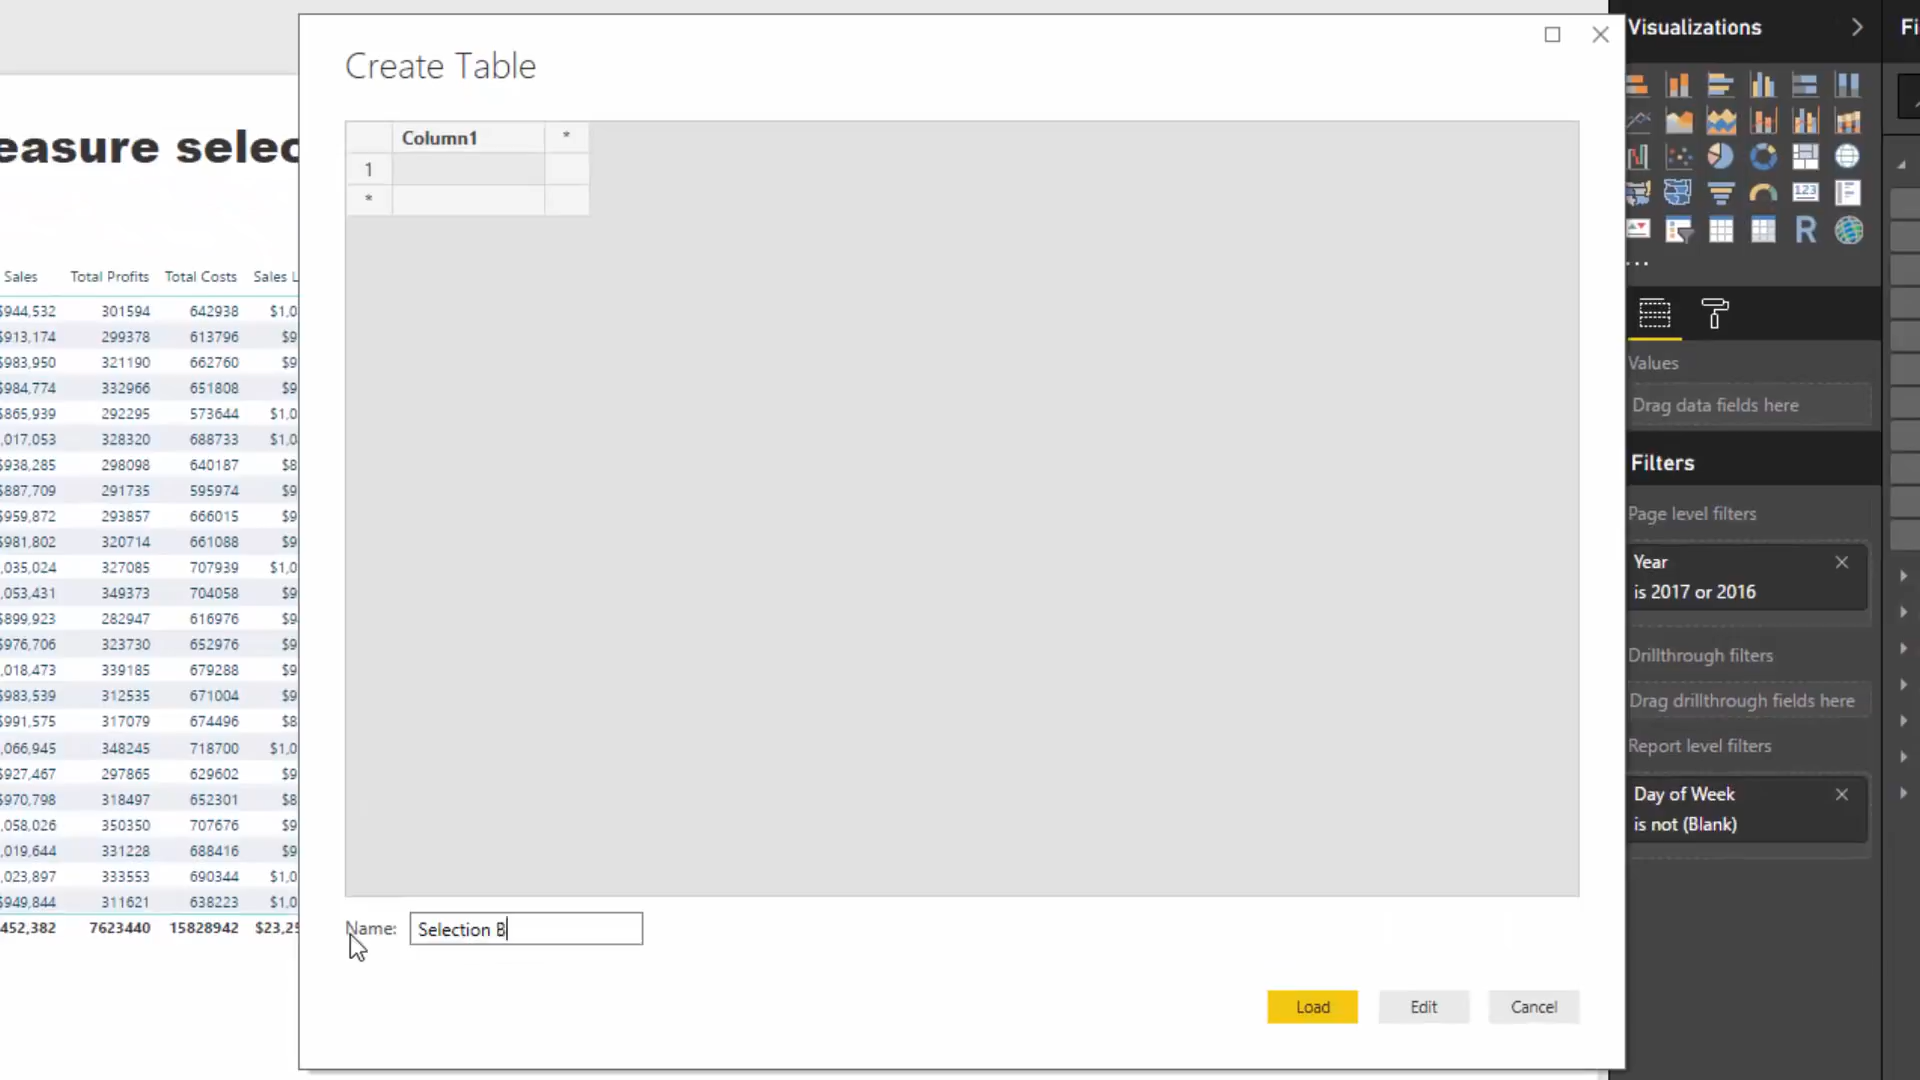 Create Table
Column1 *
1
*
Name: Selection B
Load Edit Cancel
easure selec
Sales Total Profits Total Costs Sales L
$944,532 301594 642938 $1,0
$913,174 299378 613796 $9
$983,950 321190 662760 $9
$984,774 332966 651808 $9
$865,939 292295 573644 $1,0
,017,053 328320 688733 $1,0
$938,285 298098 640187 $8
$887,709 291735 595974 $9
$959,872 293857 666015 $9
$981,802 320714 661088 $9
,035,024 327085 707939 $1,0
,053,431 349373 704058 $9
$899,923 282947 616976 $9
$976,706 323730 652976 $9
,018,473 339185 679288 $9
$983,539 312535 671004 $9
$991,575 317079 674496 $8
,066,945 348245 718700 $1,0
$927,467 297865 629602 $9
$970,798 318497 652301 $8
,058,026 350350 707676 $9
,019,644 331228 688416 $9
,023,897 333553 690344 $1,0
$949,844 311621 638223 $1,0
452,382 7623440 15828942 $23,25
Visualizations
Fi
123
R
...
Values
Drag data fields here
Filters
Page level filters
Year
is 2017 or 2016
Drillthrough filters
Drag drillthrough fields here
Report level filters
Day of Week
is not (Blank)